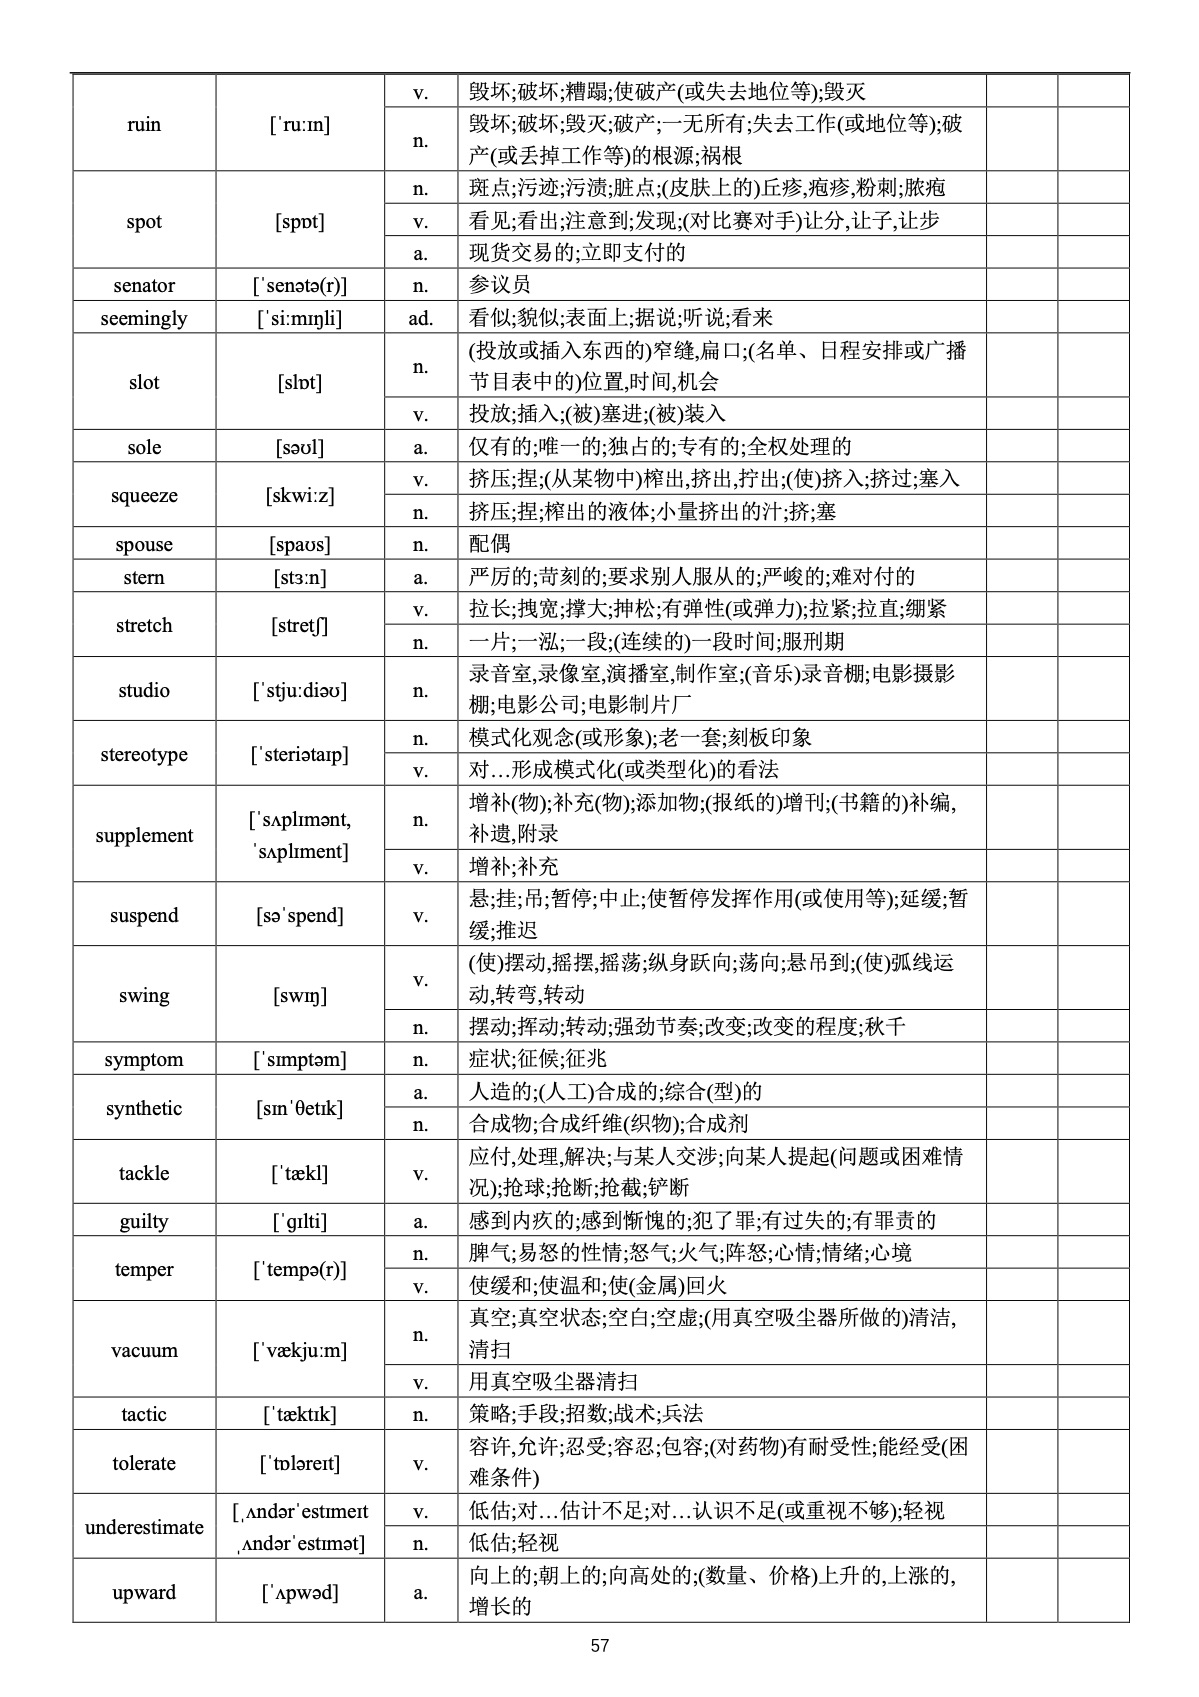 ruin [ˈruːɪn] v. 毁坏;破坏;糟蹋;使破产(或失去地位等);毁灭
n. 毁坏;破坏;毁灭;破产;一无所有;失去工作(或地位等);破
产(或丢掉工作等)的根源;祸根
spot [spɒt] n. 斑点;污迹;污渍;脏点;(皮肤上的)丘疹,疱疹,粉刺;脓疱
v. 看见;看出;注意到;发现;(对比赛对手)让分,让子,让步
a. 现货交易的;立即支付的
senator [ˈsenətə(r)] n. 参议员
seemingly [ˈsiːmɪŋli] ad. 看似;貌似;表面上;据说;听说;看来
slot [slɒt] n. (投放或插入东西的)窄缝,扁口;(名单、日程安排或广播
节目表中的)位置,时间,机会
v. 投放;插入;(被)塞进;(被)装入
sole [səʊl] a. 仅有的;唯一的;独占的;专有的;全权处理的
squeeze [skwiːz] v. 挤压;捏;(从某物中)榨出,挤出,拧出;(使)挤入;挤过;塞入
n. 挤压;捏;榨出的液体;小量挤出的汁;挤;塞
spouse [spaʊs] n. 配偶
stern [stɜːn] a. 严厉的;苛刻的;要求别人服从的;严峻的;难对付的
stretch [stretʃ] v. 拉长;拽宽;撑大;抻松;有弹性(或弹力);拉紧;拉直;绷紧
n. 一片;一泓;一段;(连续的)一段时间;服刑期
studio [ˈstjuːdiəʊ] n. 录音室,录像室,演播室,制作室;(音乐)录音棚;电影摄影
棚;电影公司;电影制片厂
stereotype [ˈsteriətaɪp] n. 模式化观念(或形象);老一套;刻板印象
v. 对…形成模式化(或类型化)的看法
supplement [ˈsʌplɪmənt, ˈsʌplɪment] n. 增补(物);补充(物);添加物;(报纸的)增刊;(书籍的)补编,
补遗,附录
v. 增补;补充
suspend [səˈspend] v. 悬;挂;吊;暂停;中止;使暂停发挥作用(或使用等);延缓;暂
缓;推迟
swing [swɪŋ] v. (使)摆动,摇摆,摇荡;纵身跃向;荡向;悬吊到;(使)弧线运
动,转弯,转动
n. 摆动;挥动;转动;强劲节奏;改变;改变的程度;秋千
symptom [ˈsɪmptəm] n. 症状;征候;征兆
synthetic [sɪnˈθetɪk] a. 人造的;(人工)合成的;综合(型)的
n. 合成物;合成纤维(织物);合成剂
tackle [ˈtækl] v. 应付,处理,解决;与某人交涉;向某人提起(问题或困难情
况);抢球;抢断;抢截;铲断
guilty [ˈɡɪlti] a. 感到内疚的;感到惭愧的;犯了罪;有过失的;有罪责的
temper [ˈtempə(r)] n. 脾气;易怒的性情;怒气;火气;阵怒;心情;情绪;心境
v. 使缓和;使温和;使(金属)回火
vacuum [ˈvækjuːm] n. 真空;真空状态;空白;空虚;(用真空吸尘器所做的)清洁,
清扫
v. 用真空吸尘器清扫
tactic [ˈtæktɪk] n. 策略;手段;招数;战术;兵法
tolerate [ˈtɒləreɪt] v. 容许,允许;忍受;容忍;包容;(对药物)有耐受性;能经受(困
难条件)
underestimate [ˌʌndərˈestɪmeɪt ˌʌndərˈestɪmət] v. 低估;对…估计不足;对…认识不足(或重视不够);轻视
n. 低估;轻视
upward [ˈʌpwəd] a. 向上的;朝上的;向高处的;(数量、价格)上升的,上涨的,
增长的
57